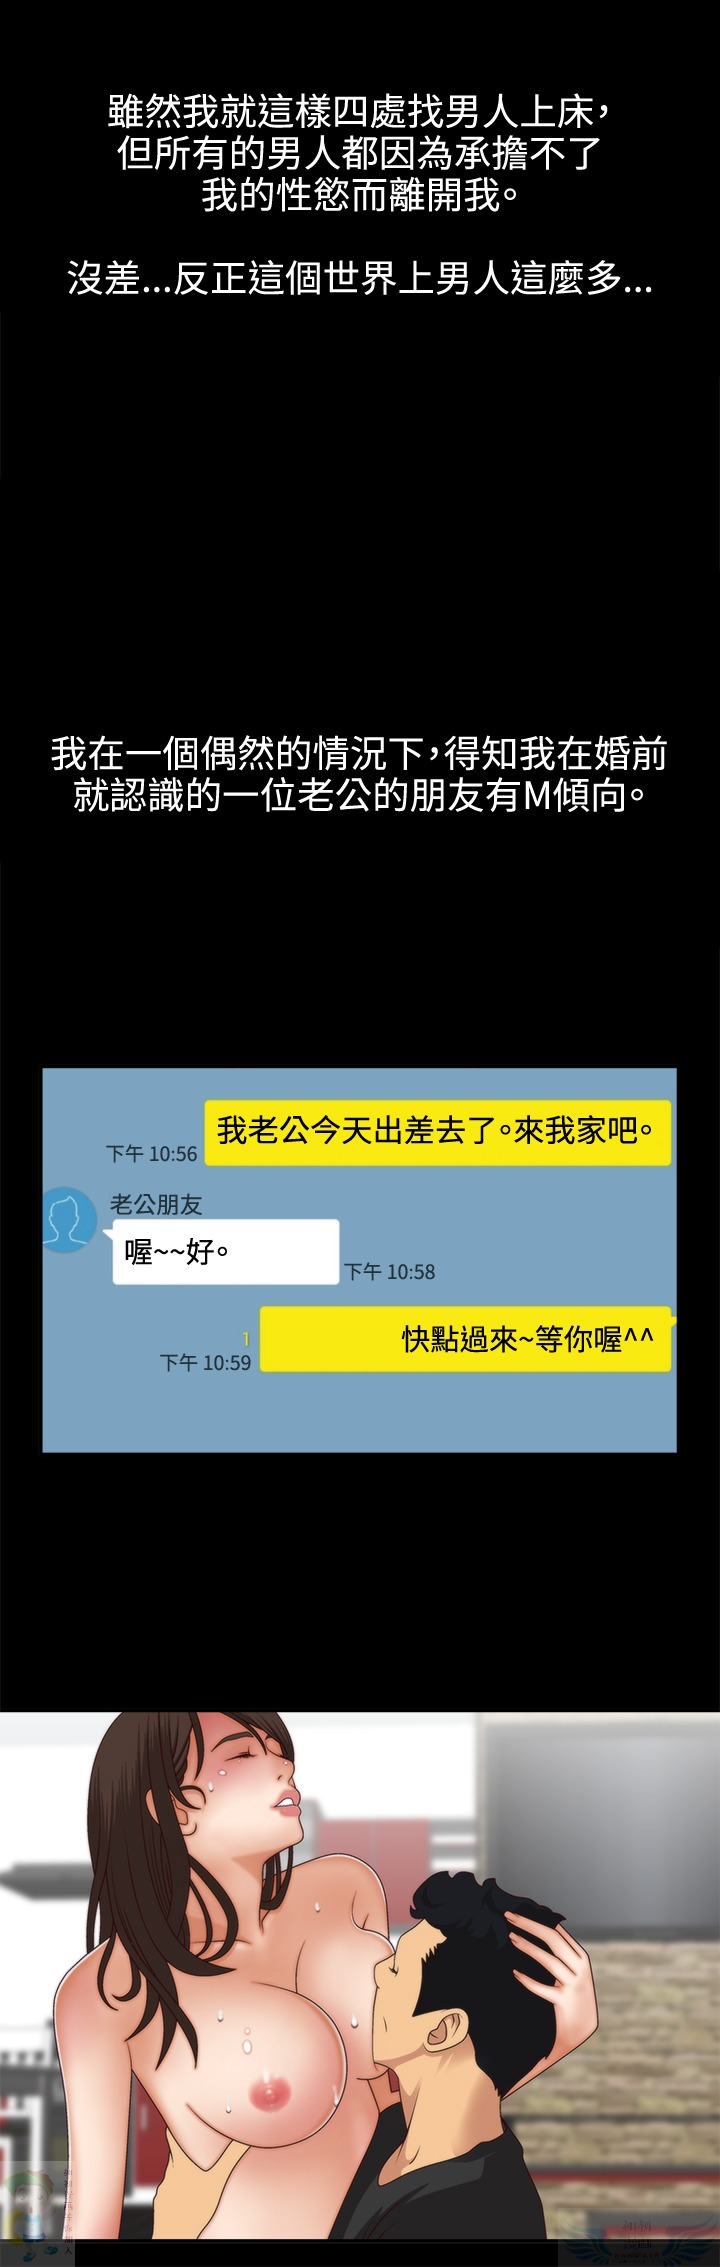 雖然我就這樣四處找男人上床，
但所有的男人都因為承擔不了
我的性慾而離開我。
沒差...反正這個世界上男人這麼多...
我在一個偶然的情況下，得知我在婚前
就認識的一位老公的朋友有M傾向。
我老公今天出差去了。來我家吧。
下午 10:56
老公朋友
喔~~好。
下午 10:58
快點過來~等你喔^^
1
下午 10:59